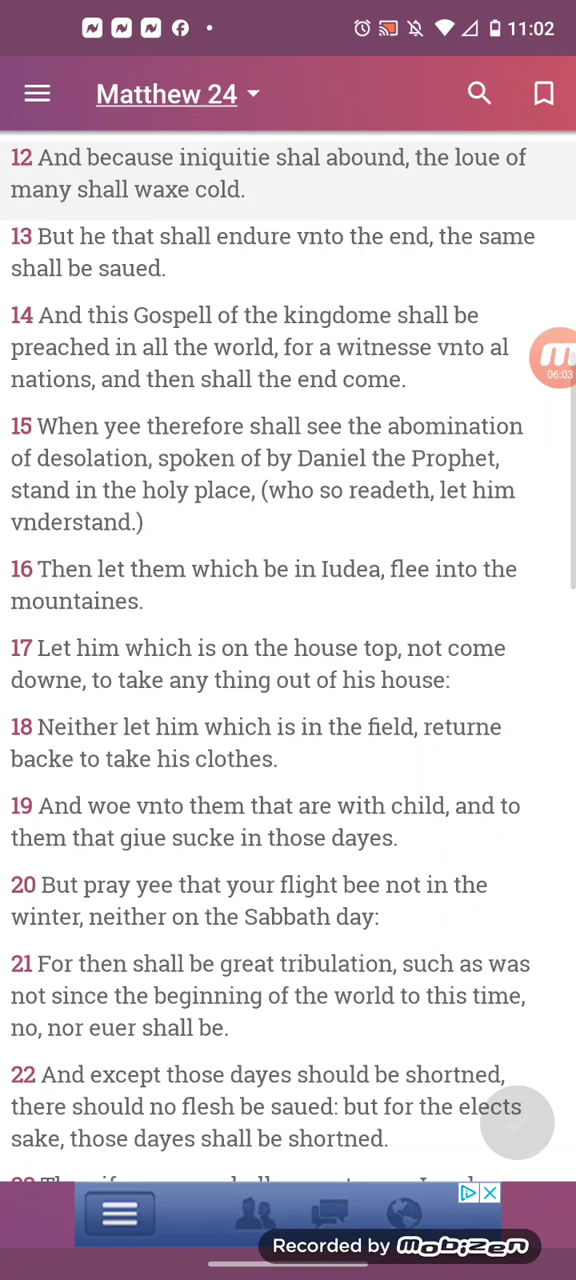 11:02
Matthew 24
12 And because iniquitie shal abound, the loue of
many shall waxe cold.
13 But he that shall endure vnto the end, the same
shall be saued.
14 And this Gospell of the kingdome shall be
preached in all the world, for a witnesse vnto al
nations, and then shall the end come.
06:03
15 When yee therefore shall see the abomination
of desolation, spoken of by Daniel the Prophet,
stand in the holy place, (who so readeth, let him
vnderstand.)
16 Then let them which be in Iudea, flee into the
mountaines.
17 Let him which is on the house top, not come
downe, to take any thing out of his house:
18 Neither let him which is in the field, returne
backe to take his clothes.
19 And woe vnto them that are with child, and to
them that giue sucke in those dayes.
20 But pray yee that your flight bee not in the
winter, neither on the Sabbath day:
21 For then shall be great tribulation, such as was
not since the beginning of the world to this time,
no, nor euer shall be.
22 And except those dayes should be shortned,
there should no flesh be saued: but for the elects
sake, those dayes shall be shortned.
Recorded by mobizen